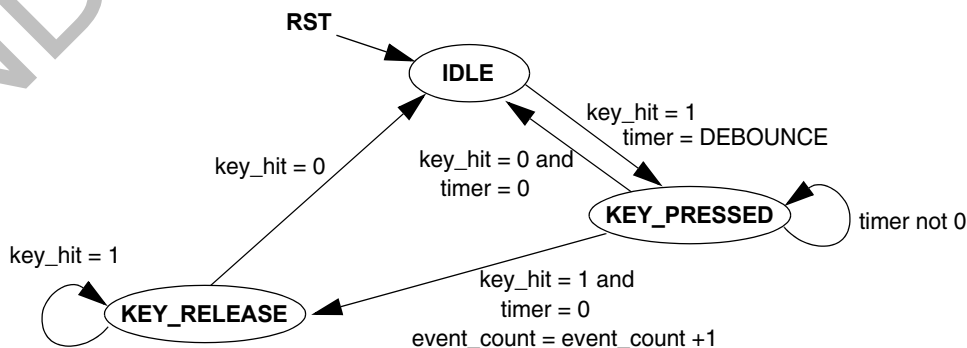 RST
IDLE
key_hit = 1
timer = DEBOUNCE
key_hit = 0
key_hit = 0 and
timer = 0
KEY_PRESSED
timer not 0
key_hit = 1
key_hit = 1 and
timer = 0
event_count = event_count +1
KEY_RELEASE